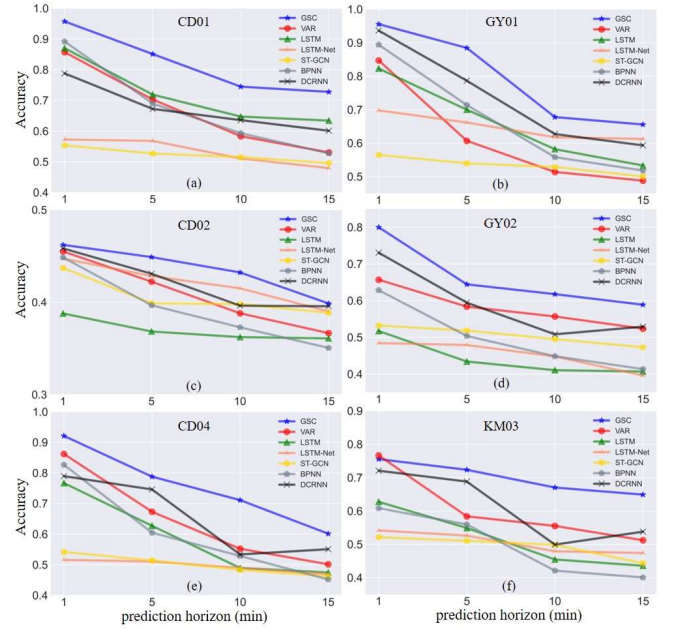 CD01
GSC
VAR
LSTM
LSTM-Net
ST-GCN
BPNN
DCRNN
Accuracy
1.0
0.9
0.8
0.7
0.6
0.5
0.4
(a)
1 5 10 15
GY01
GSC
VAR
LSTM
LSTM-Net
ST-GCN
BPNN
DCRNN
1.0
0.9
0.8
0.7
0.6
0.5
(b)
1 5 10 15
CD02
GSC
VAR
LSTM
LSTM-Net
ST-GCN
BPNN
DCRNN
Accuracy
0.5
0.4
0.3
(c)
1 5 10 15
GY02
GSC
VAR
LSTM
LSTM-Net
ST-GCN
BPNN
DCRNN
0.8
0.7
0.6
0.5
0.4
(d)
1 5 10 15
CD04
GSC
VAR
LSTM
LSTM-Net
ST-GCN
BPNN
DCRNN
Accuracy
1.0
0.9
0.8
0.7
0.6
0.5
0.4
(e)
1 5 10 15
prediction horizon (min)
KM03
GSC
VAR
LSTM
LSTM-Net
ST-GCN
BPNN
DCRNN
0.9
0.8
0.7
0.6
0.5
0.4
(f)
1 5 10 15
prediction horizon (min)